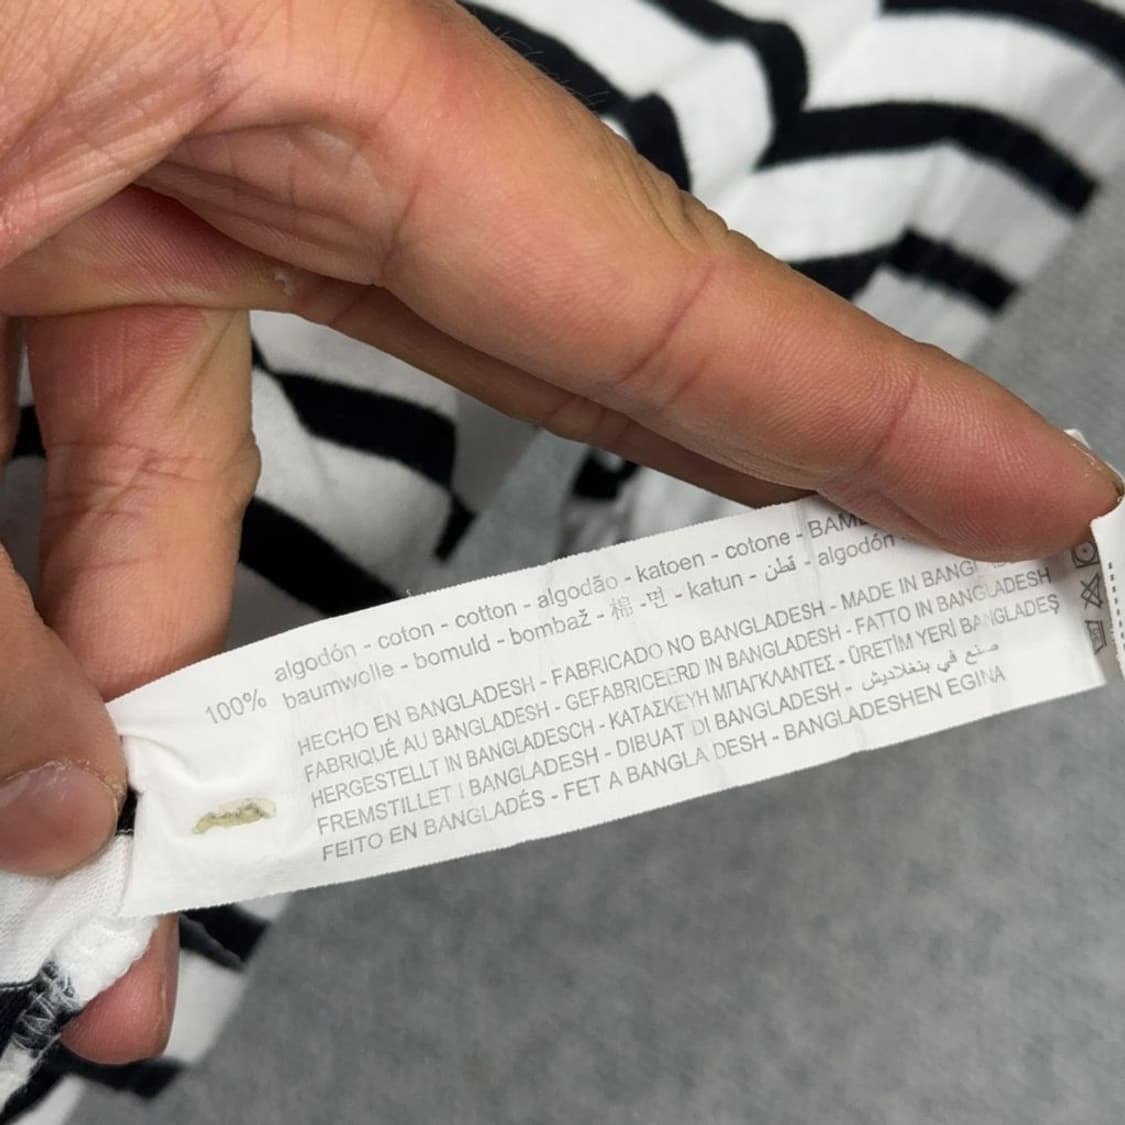 100% algodón - coton - cotton - algodão - katoen - cotone -
baumwolle - bomuld - bombaž - 棉 - 면 - katun - قطن - algodón
HECHO EN BANGLADESH - FABRICADO NO BANGLADESH - MADE IN
FABRIQUÉ AU BANGLADESH - GEFABRICEERD IN BANGLADESH - FATTO IN BANGLADESH
HERGESTELLT IN BANGLADESCH - ΚΑΤΑΣΚΕΥΗ ΜΠΑΓΚΛΑΝΤΕΣ - ÜRETİM YERİ BANGLADEŞ
FREMSTILLET I BANGLADESH - DIBUAT DI BANGLADESH - صنع في بنغلاديش
FEITO EN BANGLADÉS - FET A BANGLA DESH - BANGLADESHEN EGINA